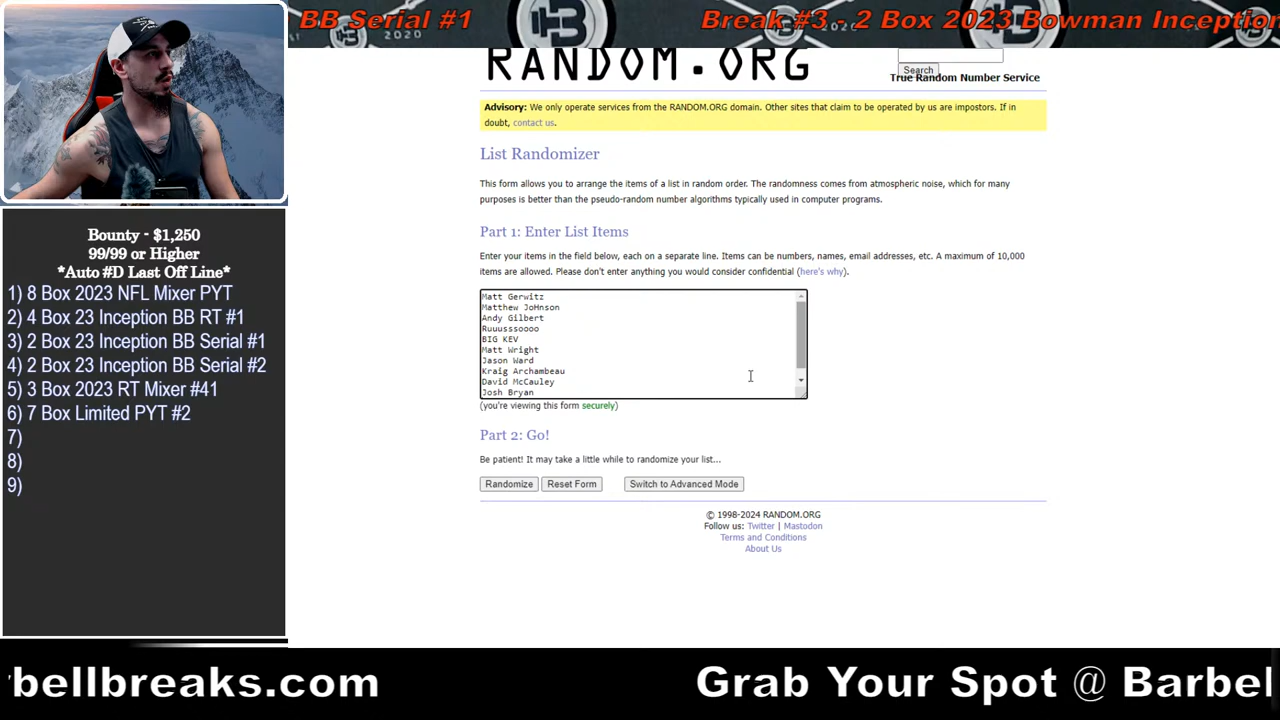 BB Serial #1
Break #3 - 2 Box 2023 Bowman Inception
2020
RANDOM.ORG
Search
True Random Number Service
Advisory: We only operate services from the RANDOM.ORG domain. Other sites that claim to be operated by us are impostors. If in
doubt, contact us.
List Randomizer
This form allows you to arrange the items of a list in random order. The randomness comes from atmospheric noise, which for many
purposes is better than the pseudo-random number algorithms typically used in computer programs.
Part 1: Enter List Items
Enter your items in the field below, each on a separate line. Items can be numbers, names, email addresses, etc. A maximum of 10,000
items are allowed. Please don't enter anything you would consider confidential (here's why).
Matt Gerwitz
Matthew JoHnson
Andy Gilbert
Ruuusssoooo
BIG KEV
Matt Wright
Jason Ward
Kraig Archambeau
David McCauley
Josh Bryan
(you're viewing this form securely)
Part 2: Go!
Be patient! It may take a little while to randomize your list...
Randomize
Reset Form
Switch to Advanced Mode
© 1998-2024 RANDOM.ORG
Follow us: Twitter | Mastodon
Terms and Conditions
About Us
Bounty - $1,250
99/99 or Higher
*Auto #D Last Off Line*
1) 8 Box 2023 NFL Mixer PYT
2) 4 Box 23 Inception BB RT #1
3) 2 Box 23 Inception BB Serial #1
4) 2 Box 23 Inception BB Serial #2
5) 3 Box 2023 RT Mixer #41
6) 7 Box Limited PYT #2
7)
8)
9)
bellbreaks.com
Grab Your Spot @ Barbel